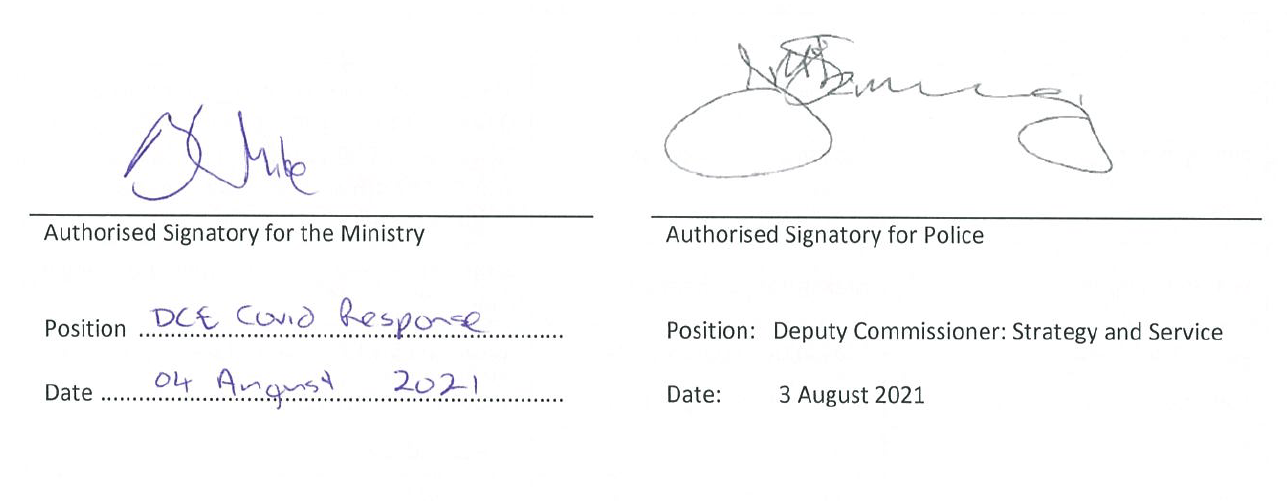 Authorised Signatory for the Ministry
Position DCE Covid Response
Date 04 August 2021
Authorised Signatory for Police
Position: Deputy Commissioner: Strategy and Service
Date: 3 August 2021